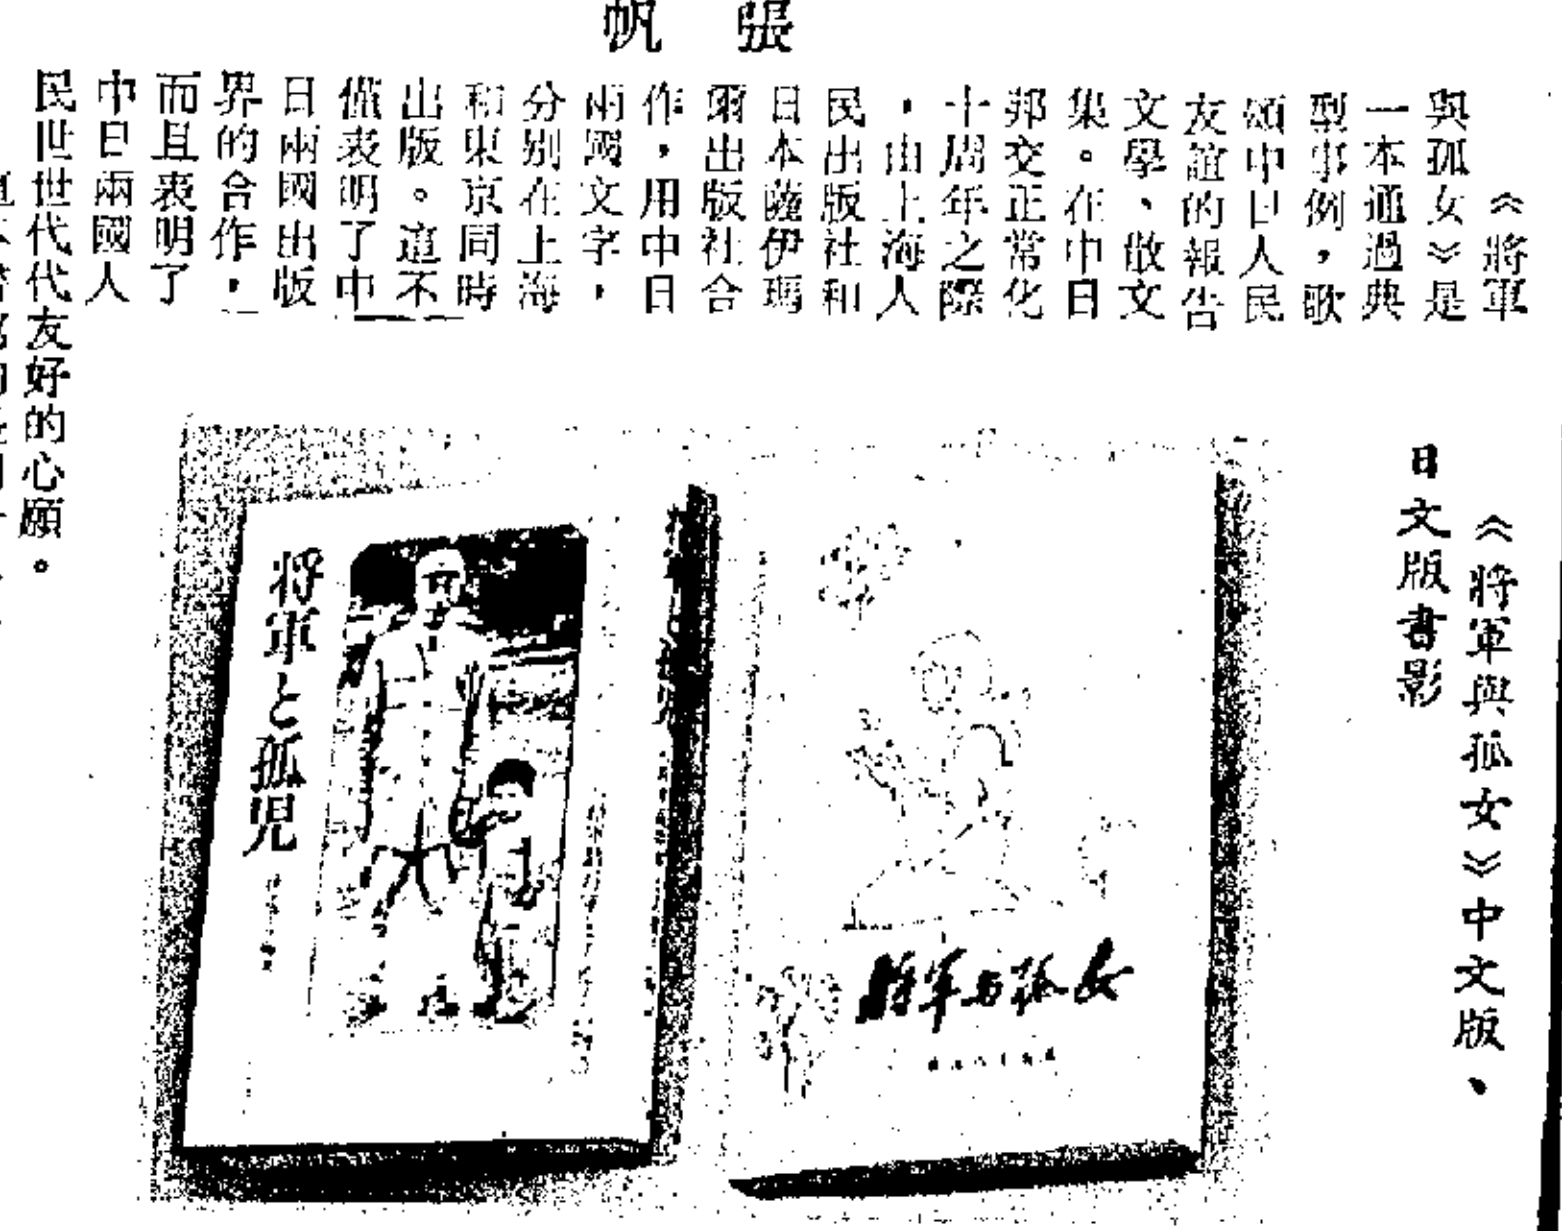 張帆
《將軍
與孤女》是
一本通過典
型事例，歌
頌中日人民
友誼的報告
文學、散文
集。在中日
邦交正常化
十周年之際
，由上海人
民出版社和
日本薩伊瑪
爾出版社合
作，用中日
兩國文字，
分別在上海
和東京同時
出版。這不
僅表明了中
日兩國出版
界的合作，
而且表明了
中日兩國人
民世世代代友好的心願。
《將軍與孤女》中文版、
日文版書影
将軍と孤児
将军与孤女